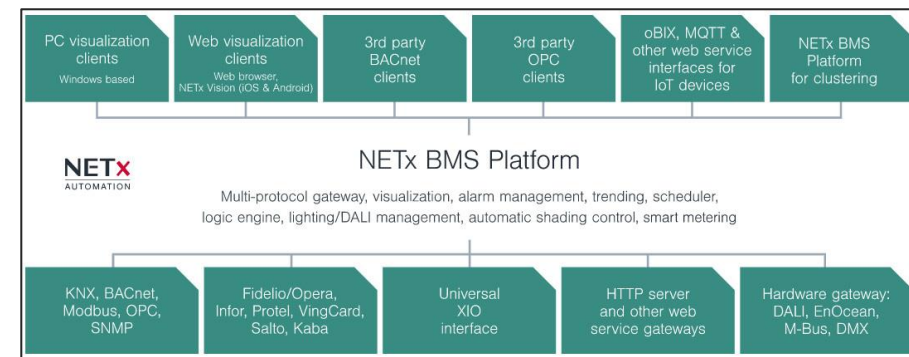 PC visualization
clients
Windows based
Web visualization
clients
Web browser,
NETx Vision (iOS & Android)
3rd party
BACnet
clients
3rd party
OPC
clients
oBIX, MQTT &
other web service
interfaces for
IoT devices
NETx BMS
Platform
for clustering
NETx
AUTOMATION
NETx BMS Platform
Multi-protocol gateway, visualization, alarm management, trending, scheduler,
logic engine, lighting/DALI management, automatic shading control, smart metering
KNX, BACnet,
Modbus, OPC,
SNMP
Fidelio/Opera,
Infor, Protel, VingCard,
Salto, Kaba
Universal
XIO
interface
HTTP server
and other web
service gateways
Hardware gateway:
DALI, EnOcean,
M-Bus, DMX